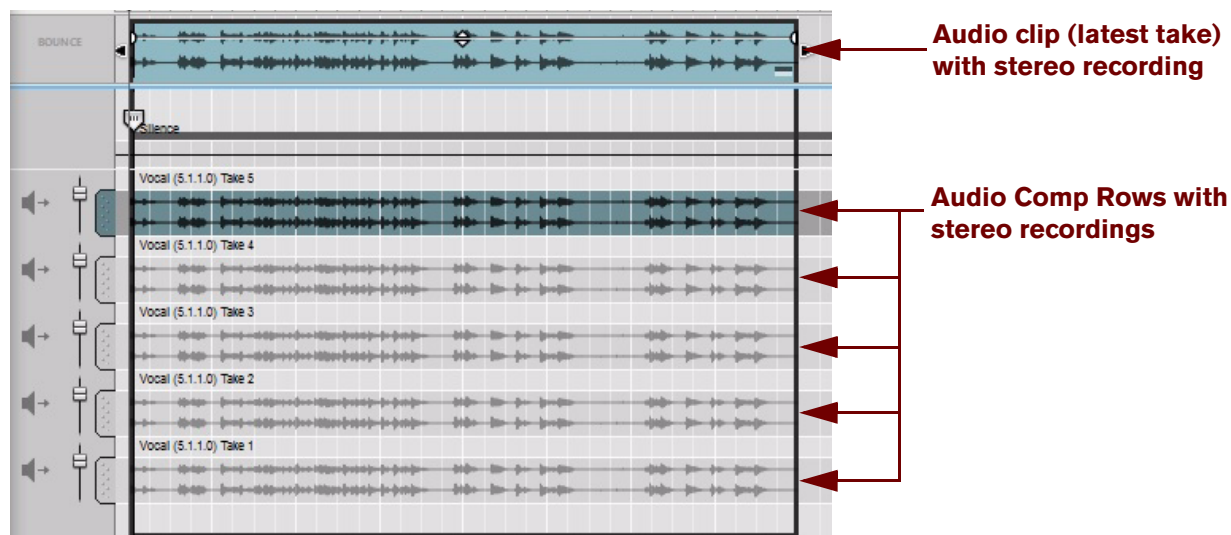 BOUNCE
Audio clip (latest take)
with stereo recording
Silence
Vocal (5.1.1.0) Take 5
Audio Comp Rows with
stereo recordings
Vocal (5.1.1.0) Take 4
Vocal (5.1.1.0) Take 3
Vocal (5.1.1.0) Take 2
Vocal (5.1.1.0) Take 1